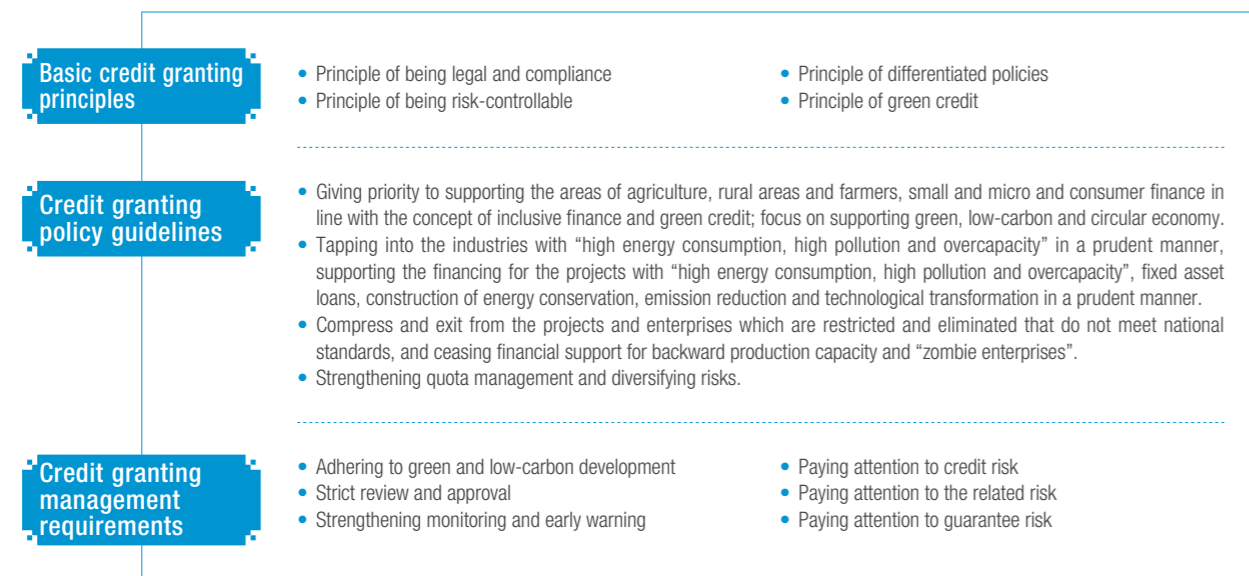 Basic credit granting
principles
• Principle of being legal and compliance
• Principle of being risk-controllable
• Principle of differentiated policies
• Principle of green credit
Credit granting
policy guidelines
• Giving priority to supporting the areas of agriculture, rural areas and farmers, small and micro and consumer finance in
line with the concept of inclusive finance and green credit; focus on supporting green, low-carbon and circular economy.
• Tapping into the industries with “high energy consumption, high pollution and overcapacity” in a prudent manner,
supporting the financing for the projects with “high energy consumption, high pollution and overcapacity”, fixed asset
loans, construction of energy conservation, emission reduction and technological transformation in a prudent manner.
• Compress and exit from the projects and enterprises which are restricted and eliminated that do not meet national
standards, and ceasing financial support for backward production capacity and “zombie enterprises”.
• Strengthening quota management and diversifying risks.
Credit granting
management
requirements
• Adhering to green and low-carbon development
• Strict review and approval
• Strengthening monitoring and early warning
• Paying attention to credit risk
• Paying attention to the related risk
• Paying attention to guarantee risk